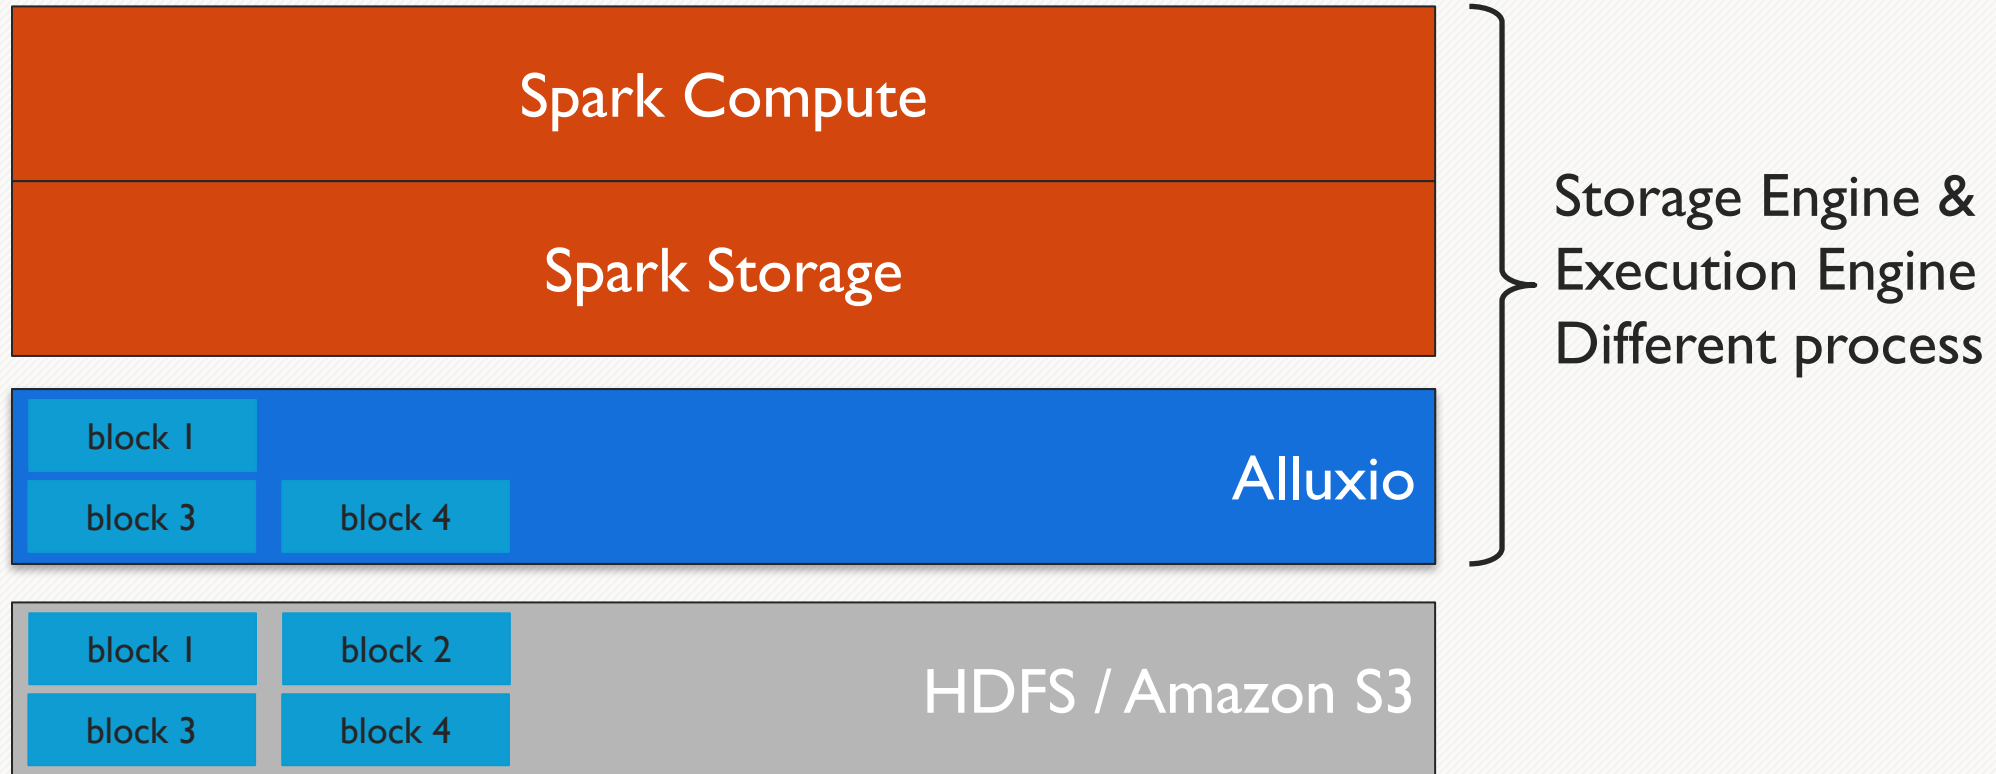 Spark Compute
Spark Storage
Storage Engine &
Execution Engine
Different process
block 1
block 3 block 4
Alluxio
block 1 block 2
block 3 block 4
HDFS / Amazon S3